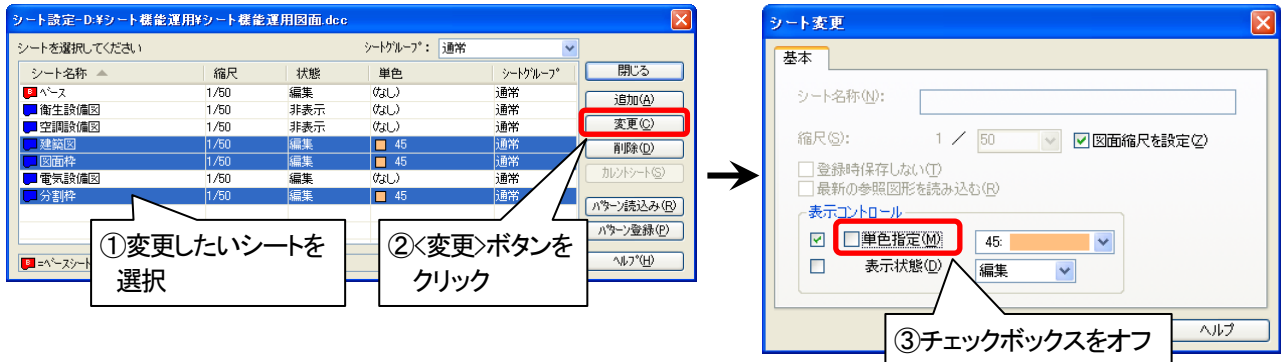 シート設定-D:¥シート機能運用¥シート機能運用図面.dcc
シートを選択してください
シートグループ: 通常
シート名称 縮尺 状態 単色 シートグループ
ベース 1/50 編集 (なし) 通常
衛生設備図 1/50 非表示 (なし) 通常
空調設備図 1/50 非表示 (なし) 通常
建築図 1/50 編集 45 通常
図面枠 1/50 編集 45 通常
電気設備図 1/50 編集 (なし) 通常
分割枠 1/50 編集 45 通常
=ベースシート
閉じる
追加(A)
変更(C)
削除(D)
カレントシート(S)
パターン読込み(R)
パターン登録(P)
ヘルプ(H)
①変更したいシートを
選択
②<変更>ボタンを
クリック
シート変更
基本
シート名称(N):
縮尺(S): 1 / 50 図面縮尺を設定(Z)
登録時保存しない(T)
最新の参照図形を読み込む(R)
表示コントロール
単色指定(M) 45:
表示状態(D) 編集
ヘルプ
③チェックボックスをオフ